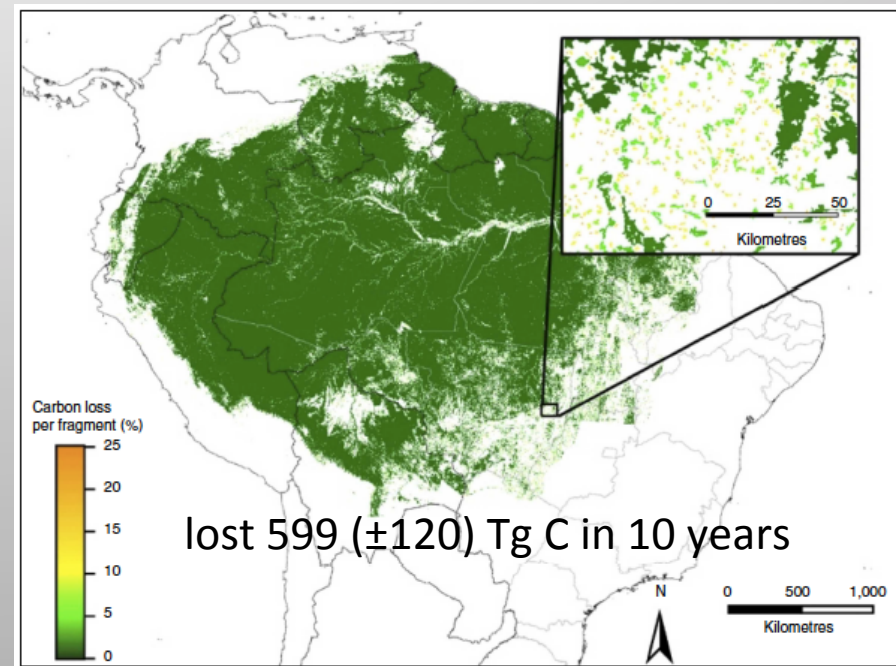 0 25 50
Kilometres
Carbon loss
per fragment (%)
25
20
15
10
5
0
lost 599 (±120) Tg C in 10 years
N
0 500 1,000
Kilometres